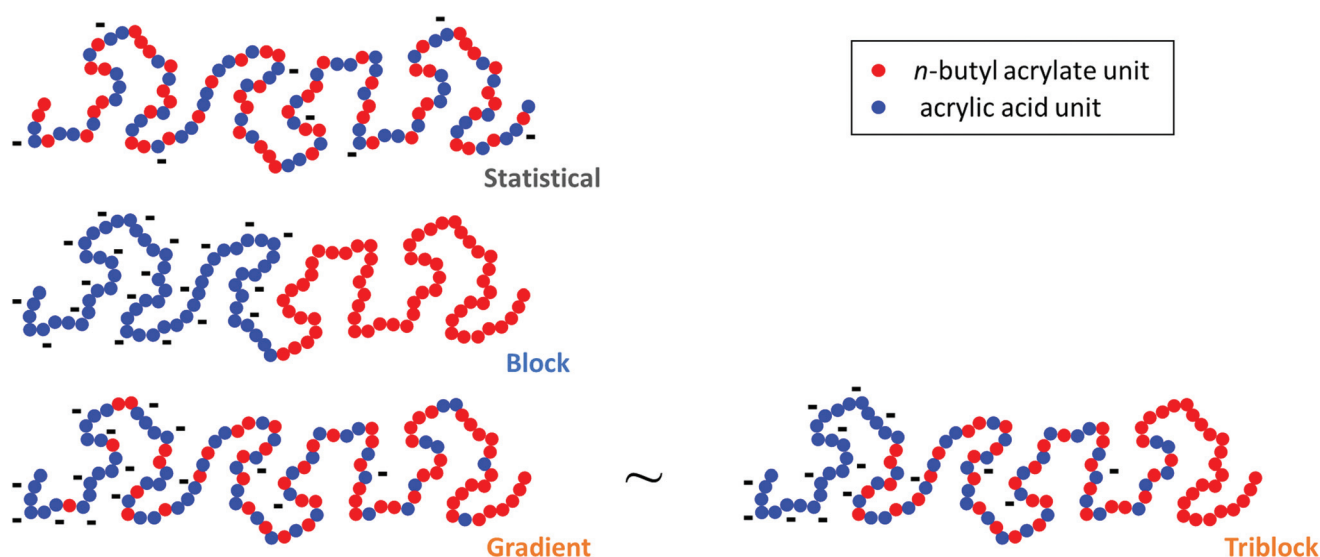 n-butyl acrylate unit
acrylic acid unit
Statistical
Block
Gradient
~
Triblock